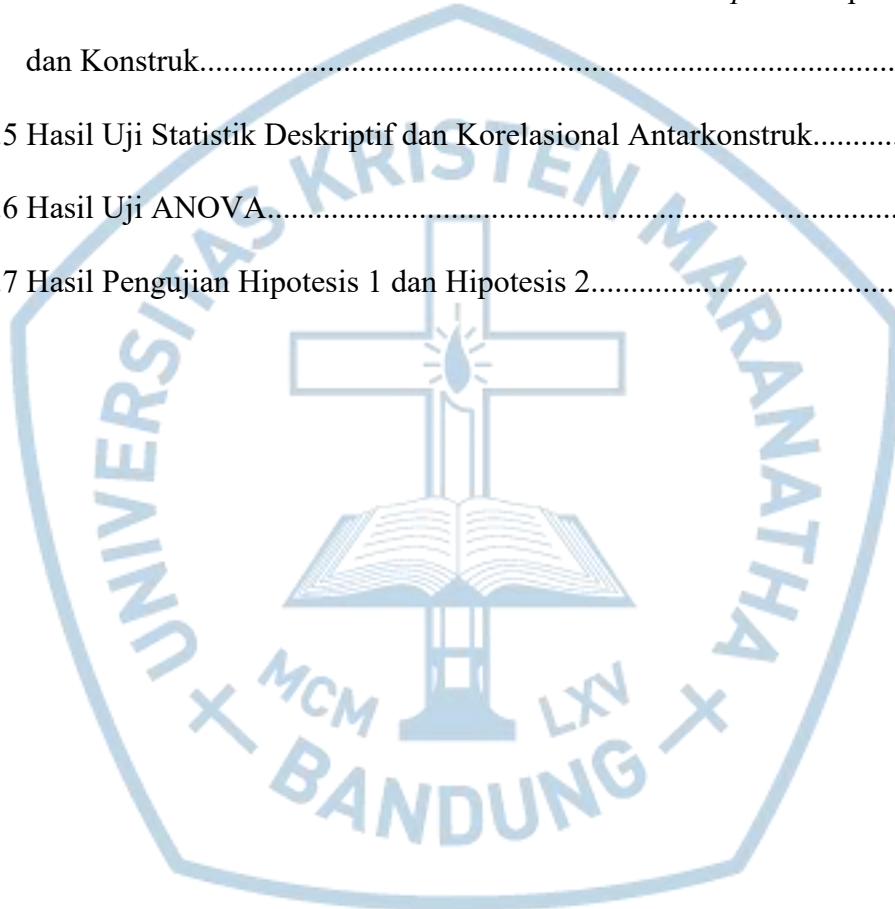 dan Konstruk....................................................................................
.5 Hasil Uji Statistik Deskriptif dan Korelasional Antarkonstruk..........
.6 Hasil Uji ANOVA............................................................................
.7 Hasil Pengujian Hipotesis 1 dan Hipotesis 2.....................................
UNIVERSITAS KRISTEN MARANATHA
MCM LXV
BANDUNG